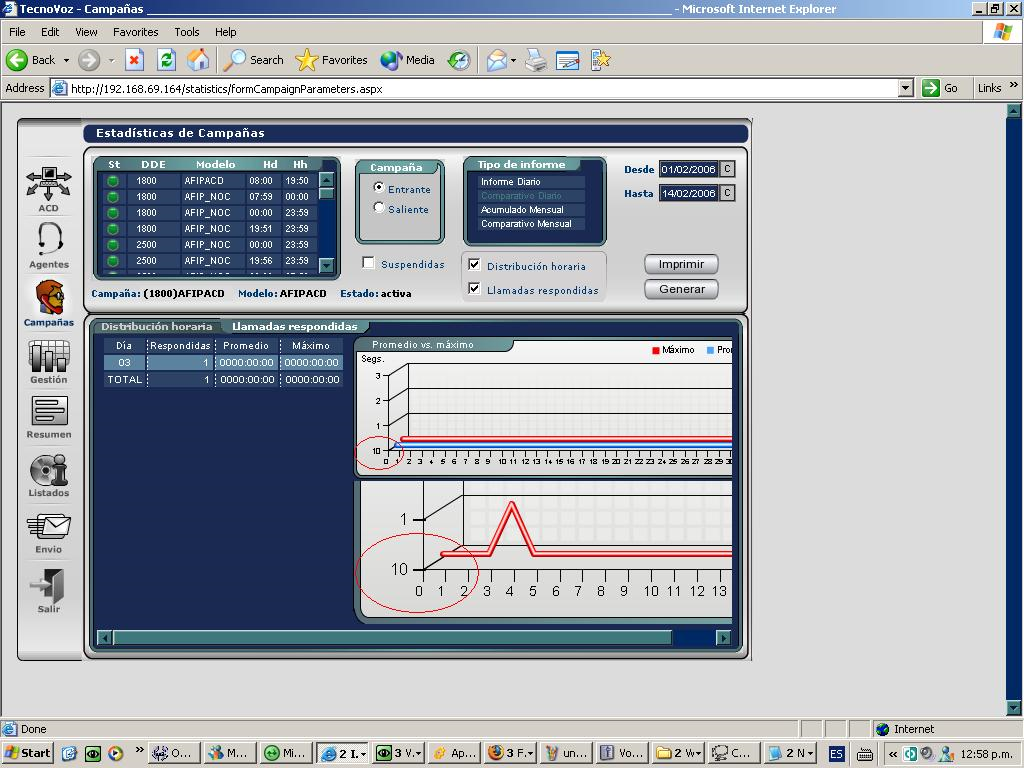 TecnoVoz - Campañas - Microsoft Internet Explorer
File Edit View Favorites Tools Help
Back Search Favorites Media
Address http://192.168.69.164/statistics/formCampaignParameters.aspx Go Links »
Estadísticas de Campañas
ACD
Agentes
Campañas
Gestión
Resumen
Listados
Envío
Salir
St DDE Modelo Hd Hh
1800 AFIPACD 08:00 19:50
1800 AFIP_NOC 07:59 00:00
1800 AFIP_NOC 00:00 23:59
1800 AFIP_NOC 19:51 23:59
2500 AFIP_NOC 00:00 23:59
2500 AFIP_NOC 19:56 23:59
Campaña
Entrante
Saliente
Suspendidas
Tipo de informe
Informe Diario
Comparativo Diario
Acumulado Mensual
Comparativo Mensual
Distribución horaria
Llamadas respondidas
Desde 01/02/2006 C
Hasta 14/02/2006 C
Imprimir
Generar
Campaña: (1800)AFIPACD Modelo: AFIPACD Estado: activa
Distribución horaria Llamadas respondidas
Día Respondidas Promedio Máximo
03 1 0000:00:00 0000:00:00
TOTAL 1 0000:00:00 0000:00:00
Promedio vs. máximo
Máximo Pro
Segs.
3
2
1
10
0 1 2 3 4 5 6 7 8 9 10 11 12 13 14 15 16 17 18 19 20 21 22 23 24 25 26 27 28 29 30
1
10
0 1 2 3 4 5 6 7 8 9 10 11 12 13
Done Internet
Start » O... M... Mi... 2 I. 3 V. Ap... 3 F. un... Vo... 2 W C... 2 N ES « 12:58 p.m.